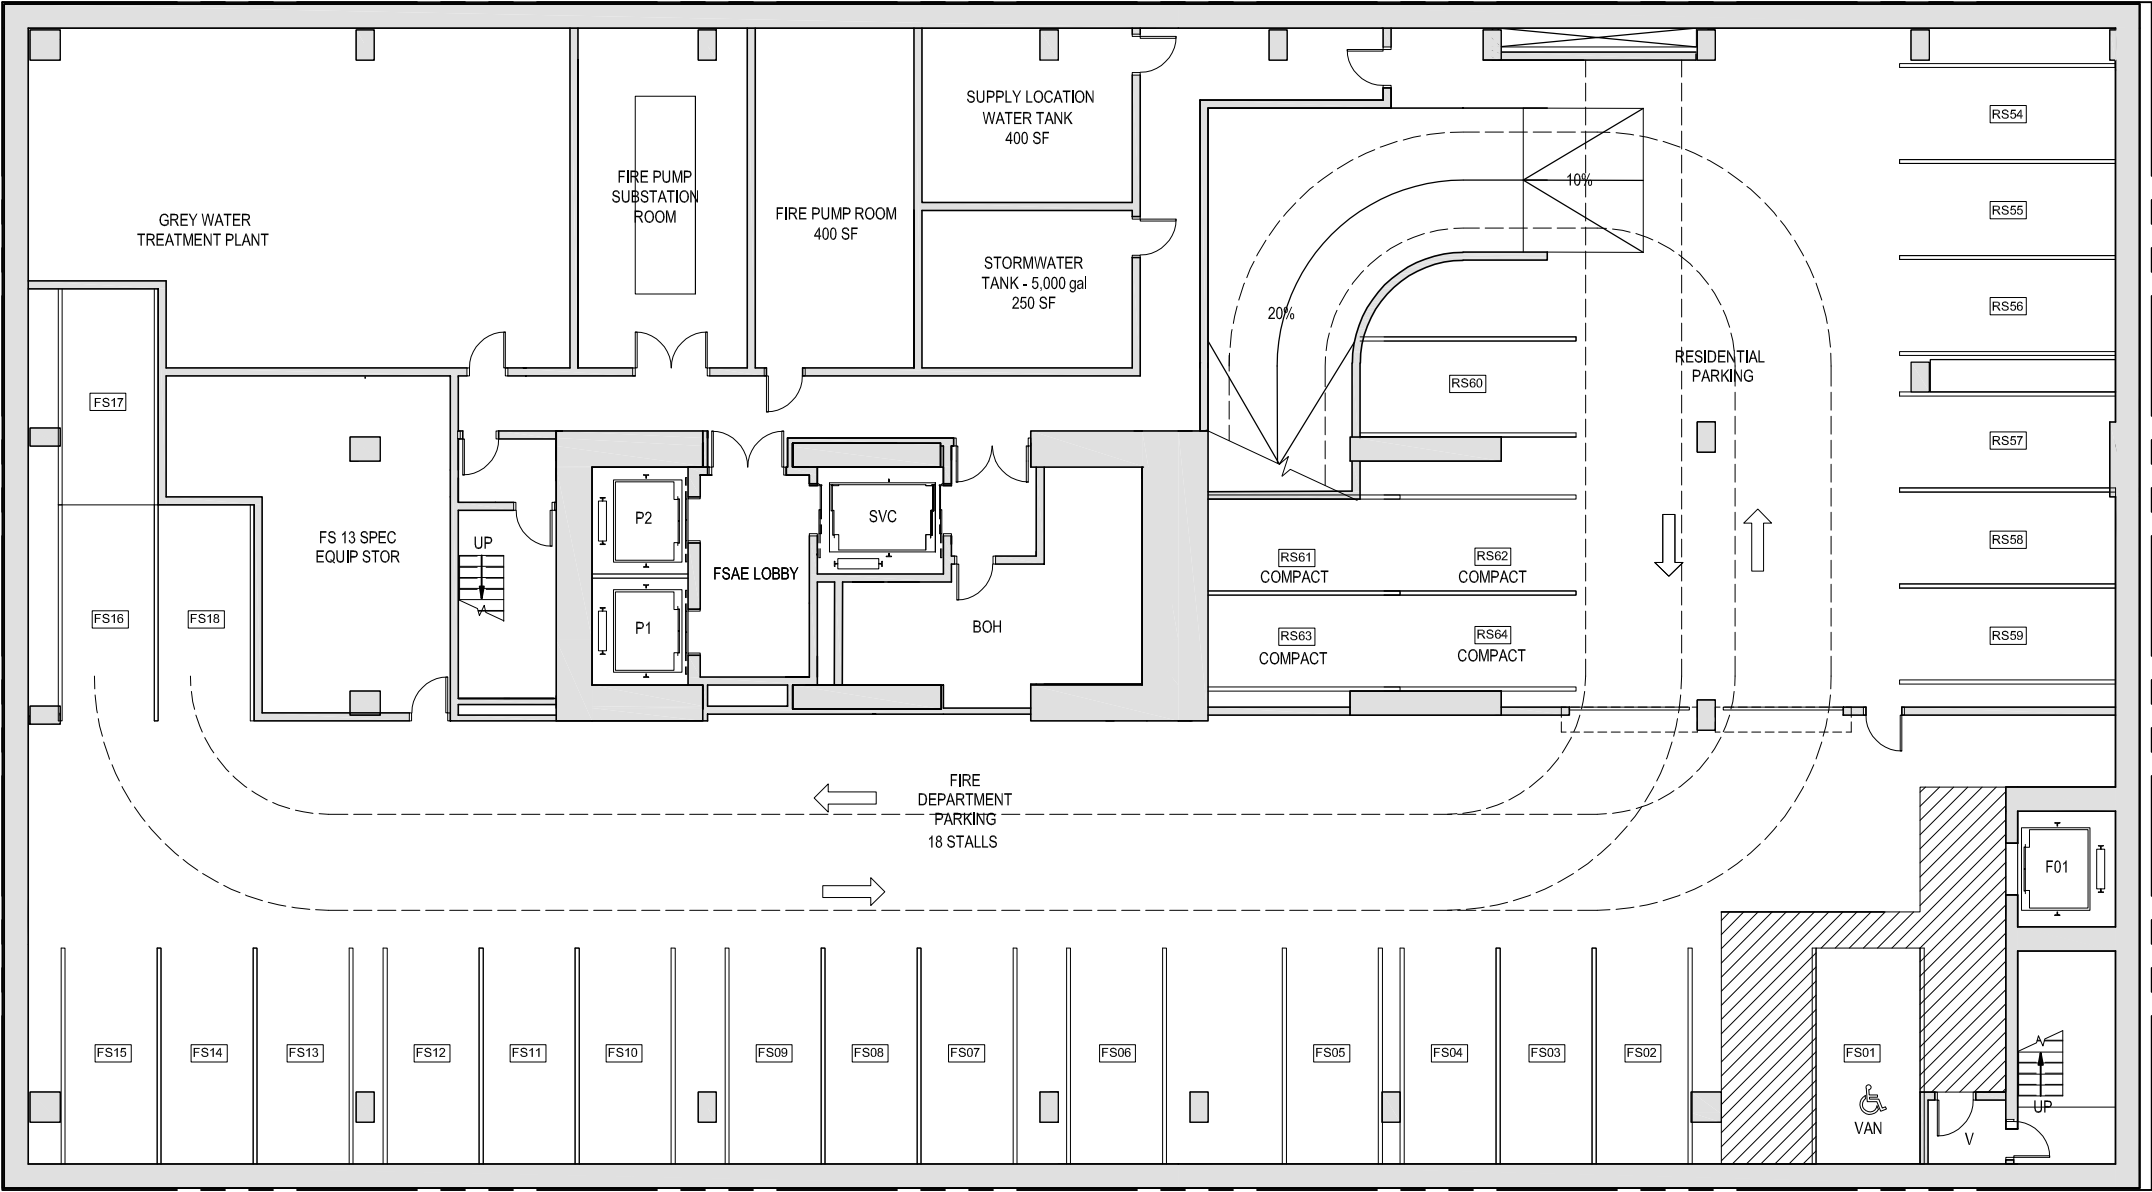 SUPPLY LOCATION
WATER TANK
400 SF
RS54
FIRE PUMP
SUBSTATION
ROOM
10%
GREY WATER
TREATMENT PLANT
FIRE PUMP ROOM
400 SF
RS55
STORMWATER
TANK - 5,000 gal
250 SF
20%
RS56
RESIDENTIAL
PARKING
RS60
FS17
RS57
P2
SVC
FS 13 SPEC
EQUIP STOR
UP
RS58
FSAE LOBBY
RS61
COMPACT
RS62
COMPACT
FS16
FS18
P1
BOH
RS63
COMPACT
RS64
COMPACT
RS59
FIRE
DEPARTMENT
PARKING
18 STALLS
F01
FS15
FS14
FS13
FS12
FS11
FS10
FS09
FS08
FS07
FS06
FS05
FS04
FS03
FS02
FS01
VAN
UP
V